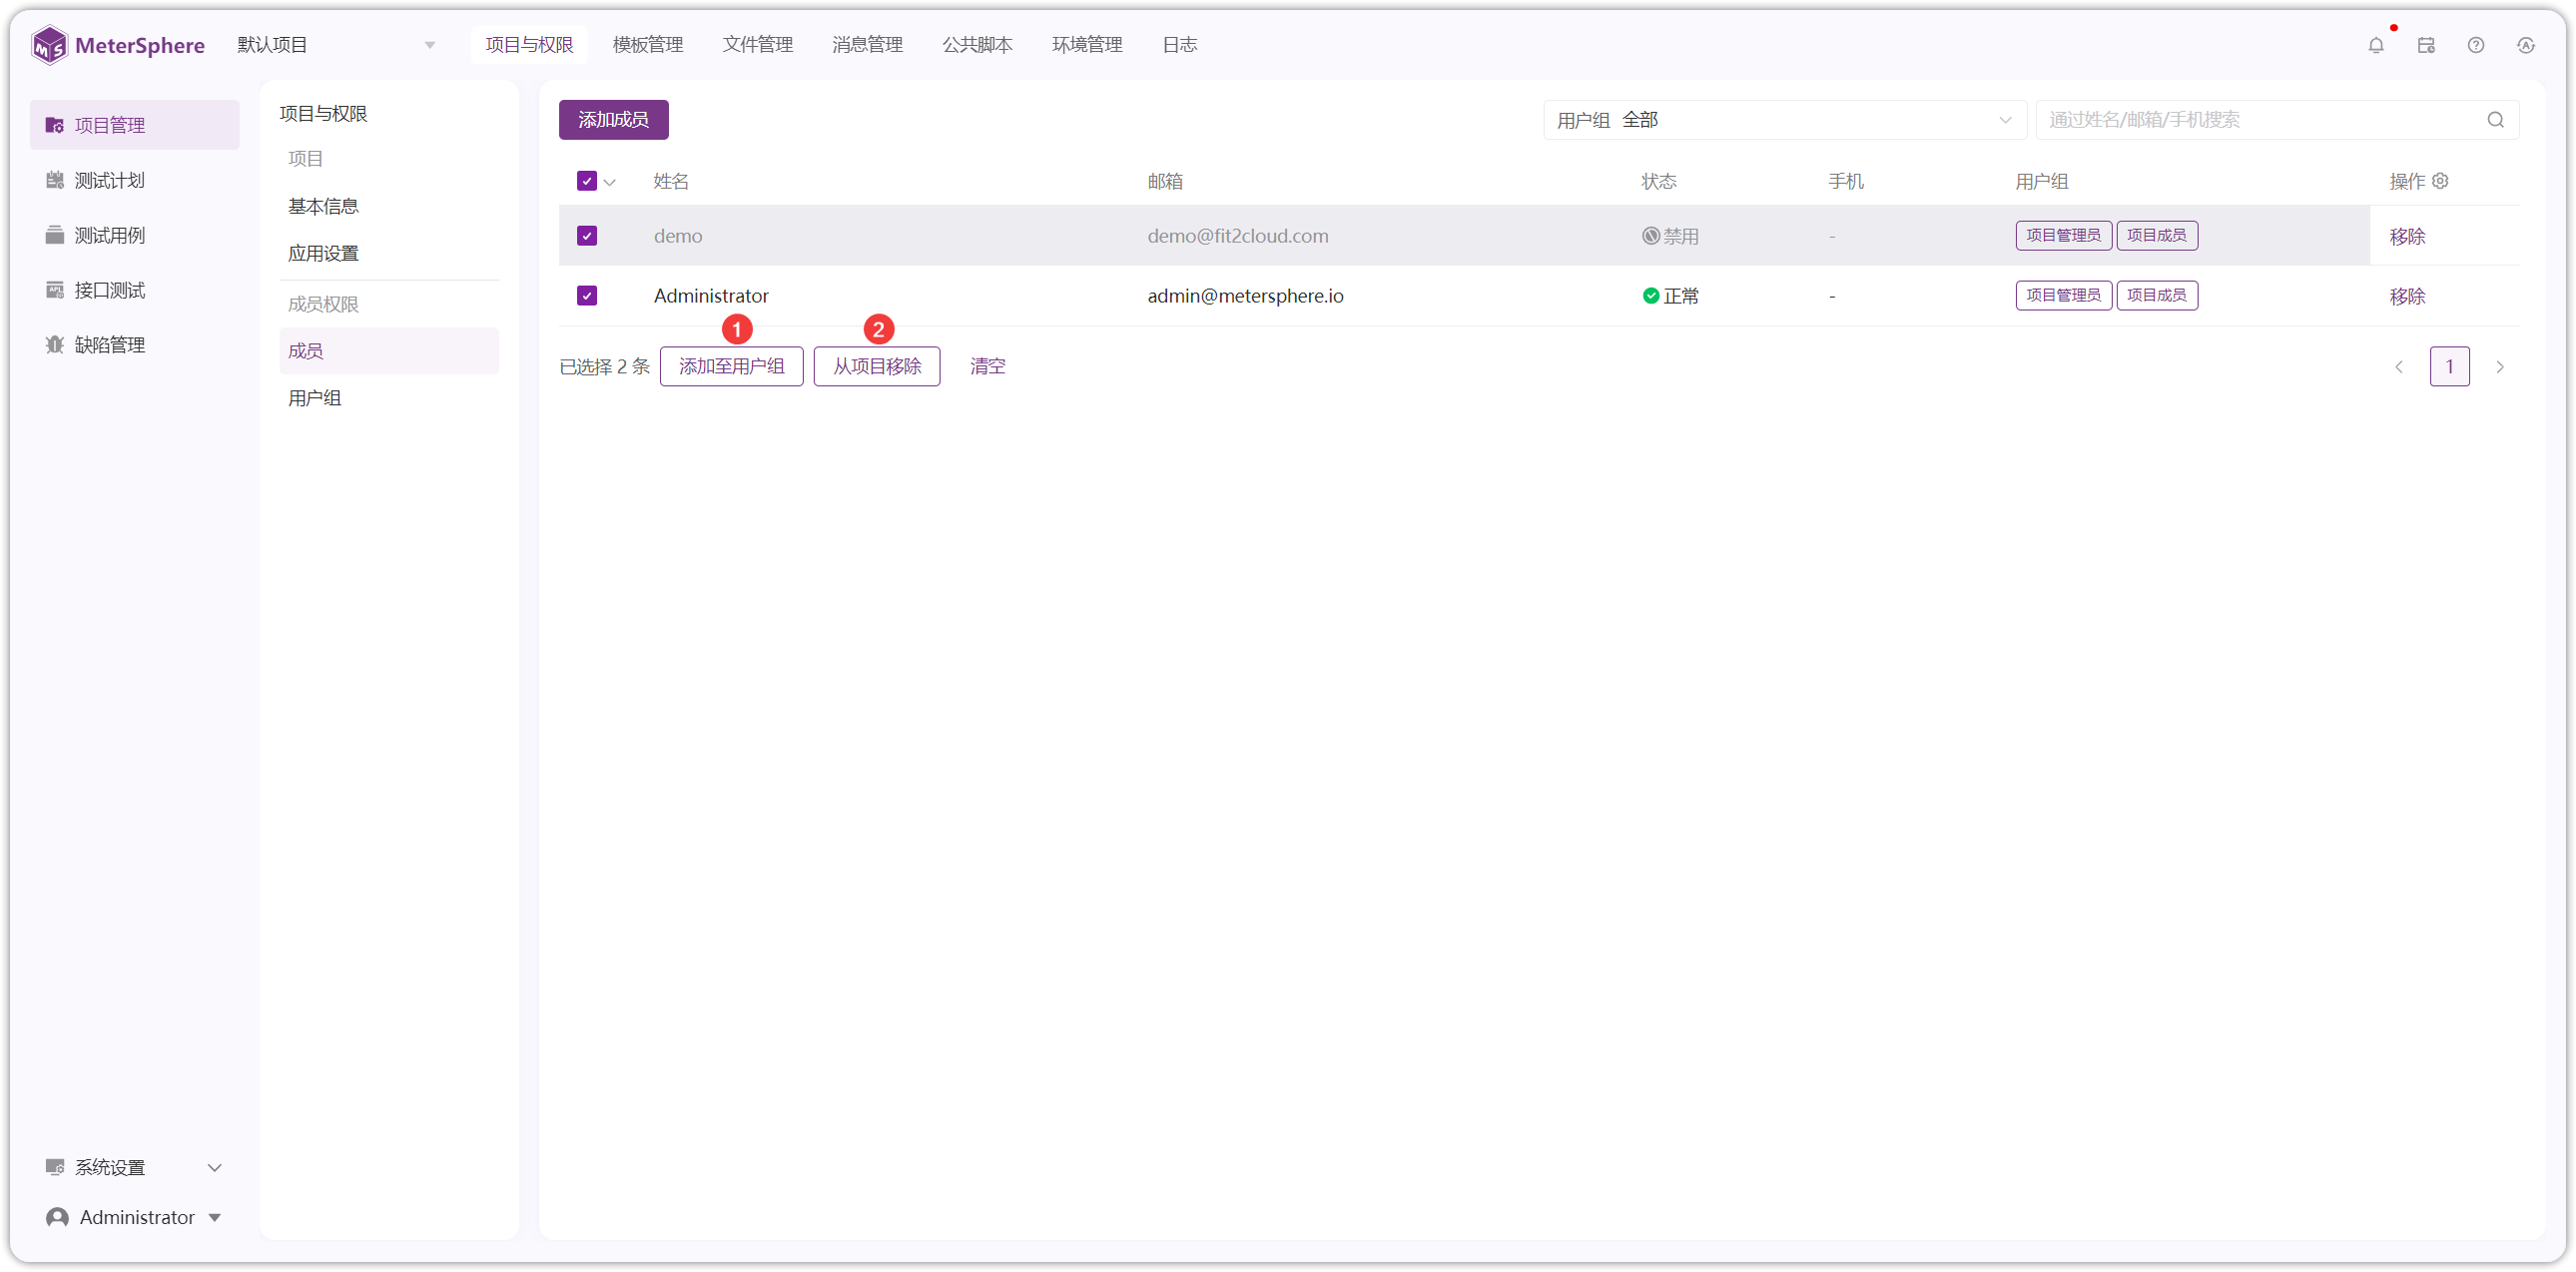 MeterSphere 默认项目 项目与权限 模板管理 文件管理 消息管理 公共脚本 环境管理 日志
项目管理
测试计划
测试用例
接口测试
缺陷管理
系统设置
Administrator
项目与权限
项目
基本信息
应用设置
成员权限
成员
用户组
添加成员 用户组 全部 通过姓名/邮箱/手机搜索
姓名 邮箱 状态 手机 用户组 操作
demo demo@fit2cloud.com 禁用 - 项目管理员 项目成员 移除
Administrator admin@metersphere.io 正常 - 项目管理员 项目成员 移除
1 2
已选择 2 条 添加至用户组 从项目移除 清空 1